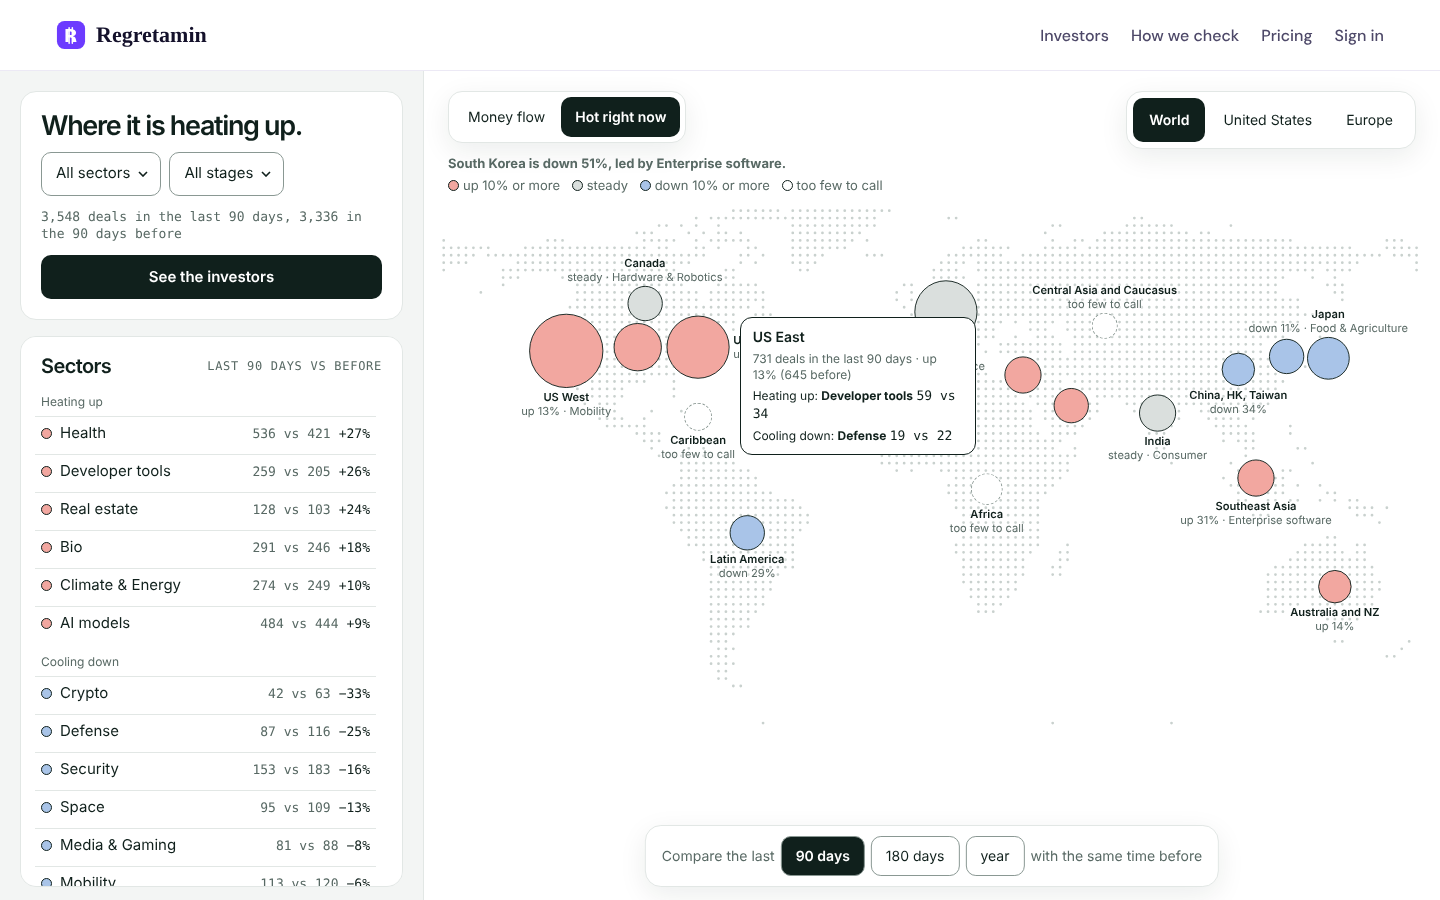 Regretamin
Investors
How we check
Pricing
Sign in
Where it is heating up.
All sectors
All stages
3,548 deals in the last 90 days, 3,336 in
the 90 days before
See the investors
Sectors
LAST 90 DAYS VS BEFORE
Heating up
Health 536 vs 421 +27%
Developer tools 259 vs 205 +26%
Real estate 128 vs 103 +24%
Bio 291 vs 246 +18%
Climate & Energy 274 vs 249 +10%
AI models 484 vs 444 +9%
Cooling down
Crypto 42 vs 63 −33%
Defense 87 vs 116 −25%
Security 153 vs 183 −16%
Space 95 vs 109 −13%
Media & Gaming 81 vs 88 −8%
Mobility 113 vs 120 −6%
Money flow
Hot right now
World
United States
Europe
South Korea is down 51%, led by Enterprise software.
up 10% or more
steady
down 10% or more
too few to call
Canada
steady · Hardware & Robotics
Central Asia and Caucasus
too few to call
Japan
down 11% · Food & Agriculture
US East
731 deals in the last 90 days · up
13% (645 before)
Heating up: Developer tools 59 vs
34
Cooling down: Defense 19 vs 22
US West
up 13% · Mobility
China, HK, Taiwan
down 34%
Caribbean
too few to call
India
steady · Consumer
Southeast Asia
up 31% · Enterprise software
Africa
too few to call
Latin America
down 29%
Australia and NZ
up 14%
Compare the last
90 days
180 days
year
with the same time before